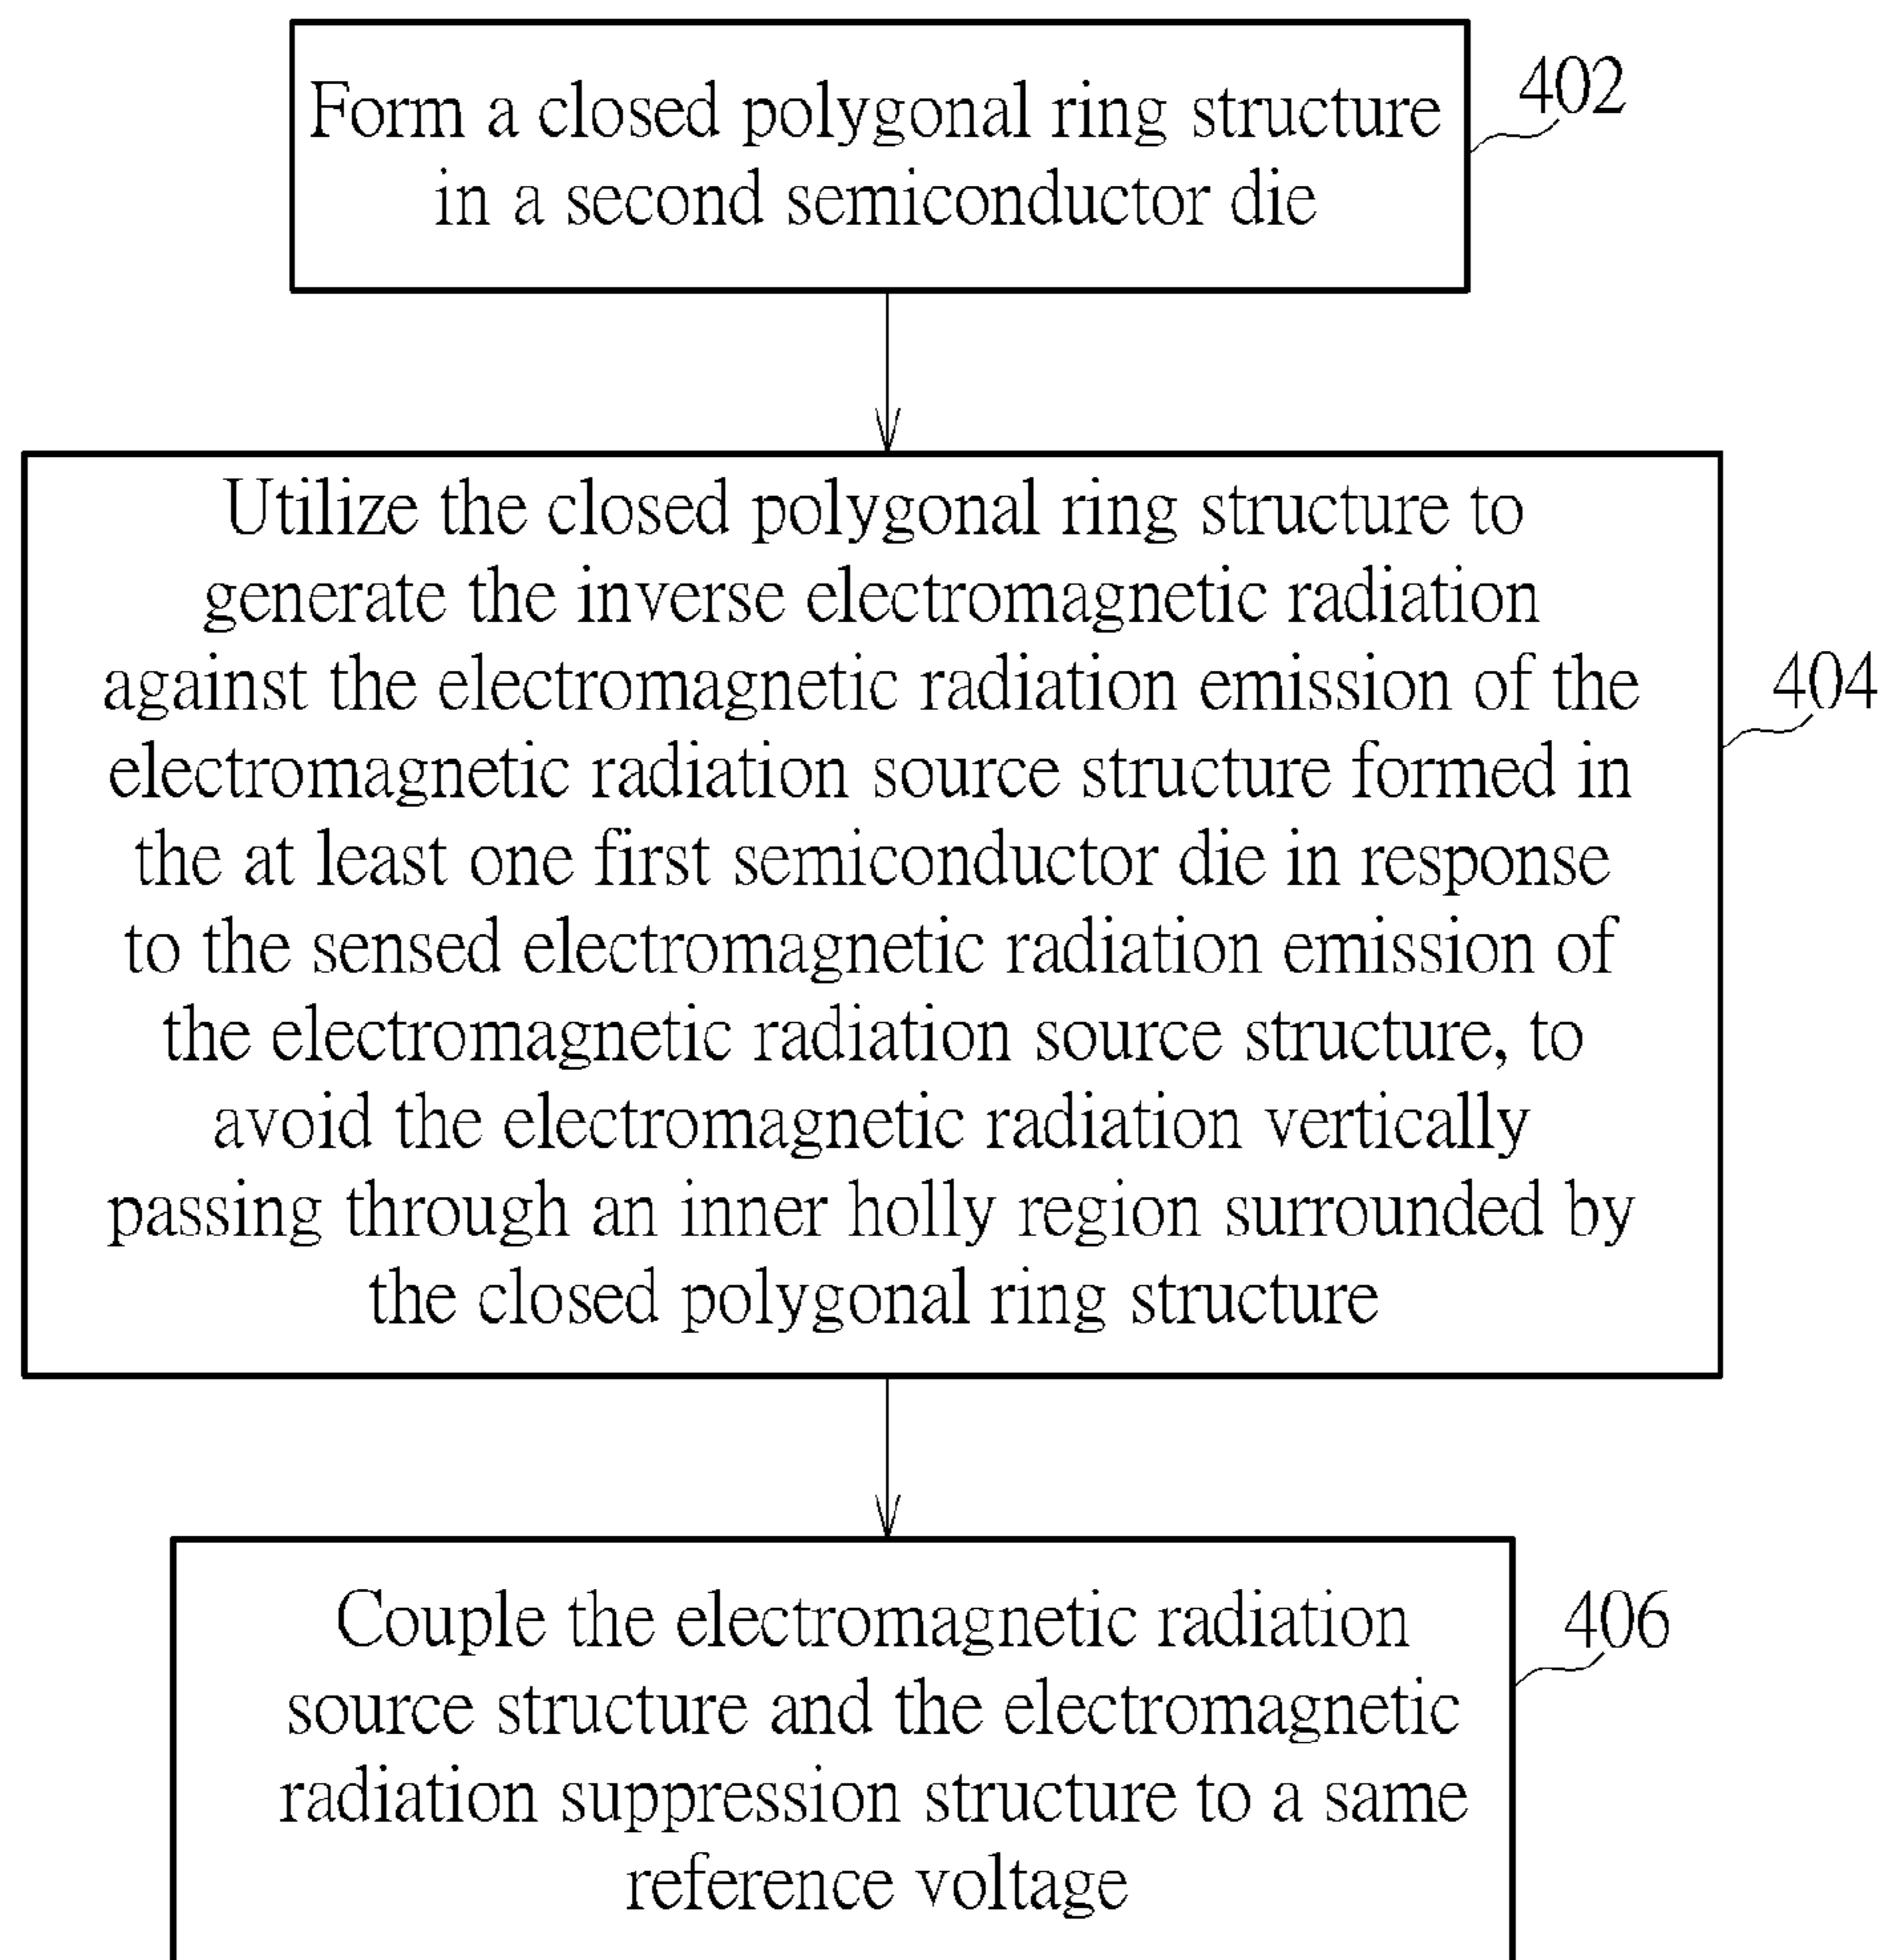 Form a closed polygonal ring structure
in a second semiconductor die
402
Utilize the closed polygonal ring structure to
generate the inverse electromagnetic radiation
against the electromagnetic radiation emission of the
electromagnetic radiation source structure formed in
the at least one first semiconductor die in response
to the sensed electromagnetic radiation emission of
the electromagnetic radiation source structure, to
avoid the electromagnetic radiation vertically
passing through an inner holly region surrounded by
the closed polygonal ring structure
404
Couple the electromagnetic radiation
source structure and the electromagnetic
radiation suppression structure to a same
reference voltage
406